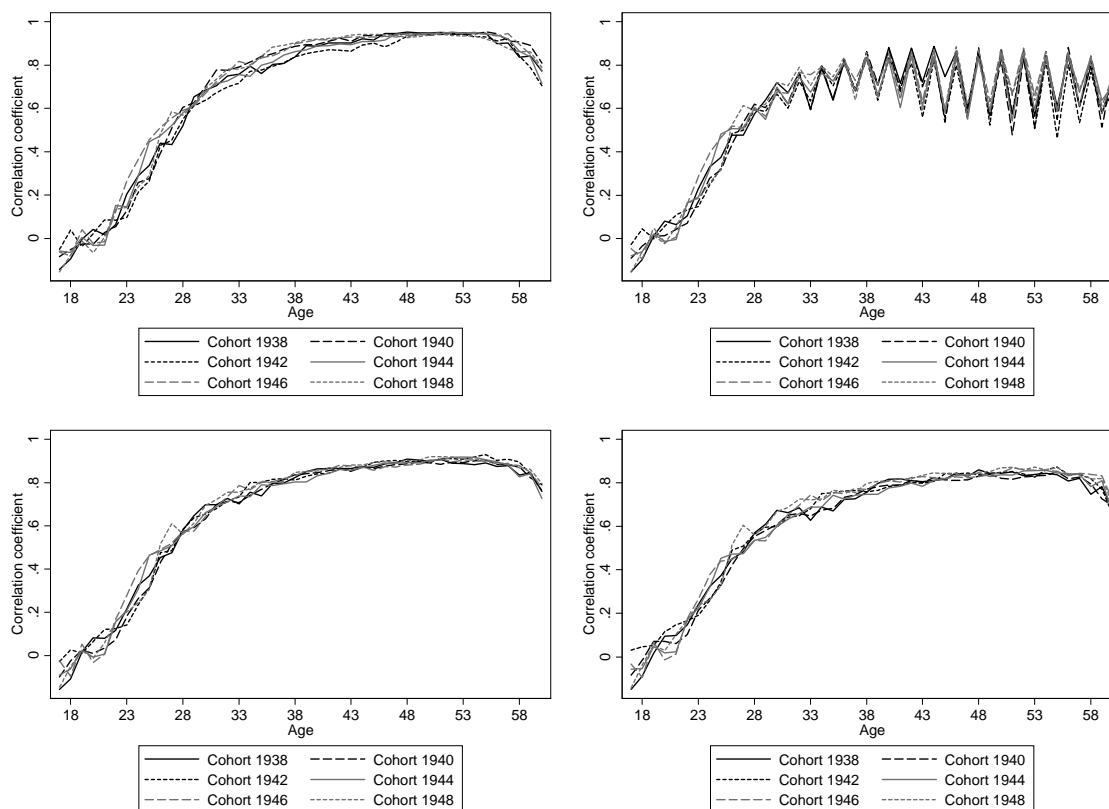 1
.8
.6
.4
.2
0
Correlation coefficient
18 23 28 33 38 43 48 53 58
Age
Cohort 1938 Cohort 1940
Cohort 1942 Cohort 1944
Cohort 1946 Cohort 1948
1
.8
.6
.4
.2
0
Correlation coefficient
18 23 28 33 38 43 48 53 58
Age
Cohort 1938 Cohort 1940
Cohort 1942 Cohort 1944
Cohort 1946 Cohort 1948
1
.8
.6
.4
.2
0
Correlation coefficient
18 23 28 33 38 43 48 53 58
Age
Cohort 1938 Cohort 1940
Cohort 1942 Cohort 1944
Cohort 1946 Cohort 1948
1
.8
.6
.4
.2
0
Correlation coefficient
18 23 28 33 38 43 48 53 58
Age
Cohort 1938 Cohort 1940
Cohort 1942 Cohort 1944
Cohort 1946 Cohort 1948